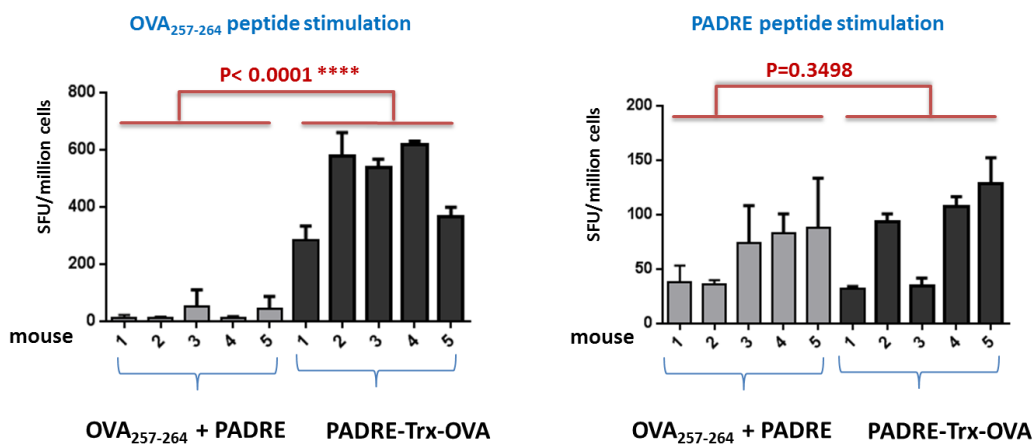 OVA257-264 peptide stimulation
P< 0.0001 ****
SFU/million cells
800
600
400
200
0
mouse
1 2 3 4 5 1 2 3 4 5
OVA257-264 + PADRE
PADRE-Trx-OVA
PADRE peptide stimulation
P=0.3498
SFU/million cells
200
150
100
50
0
mouse
1 2 3 4 5 1 2 3 4 5
OVA257-264 + PADRE
PADRE-Trx-OVA